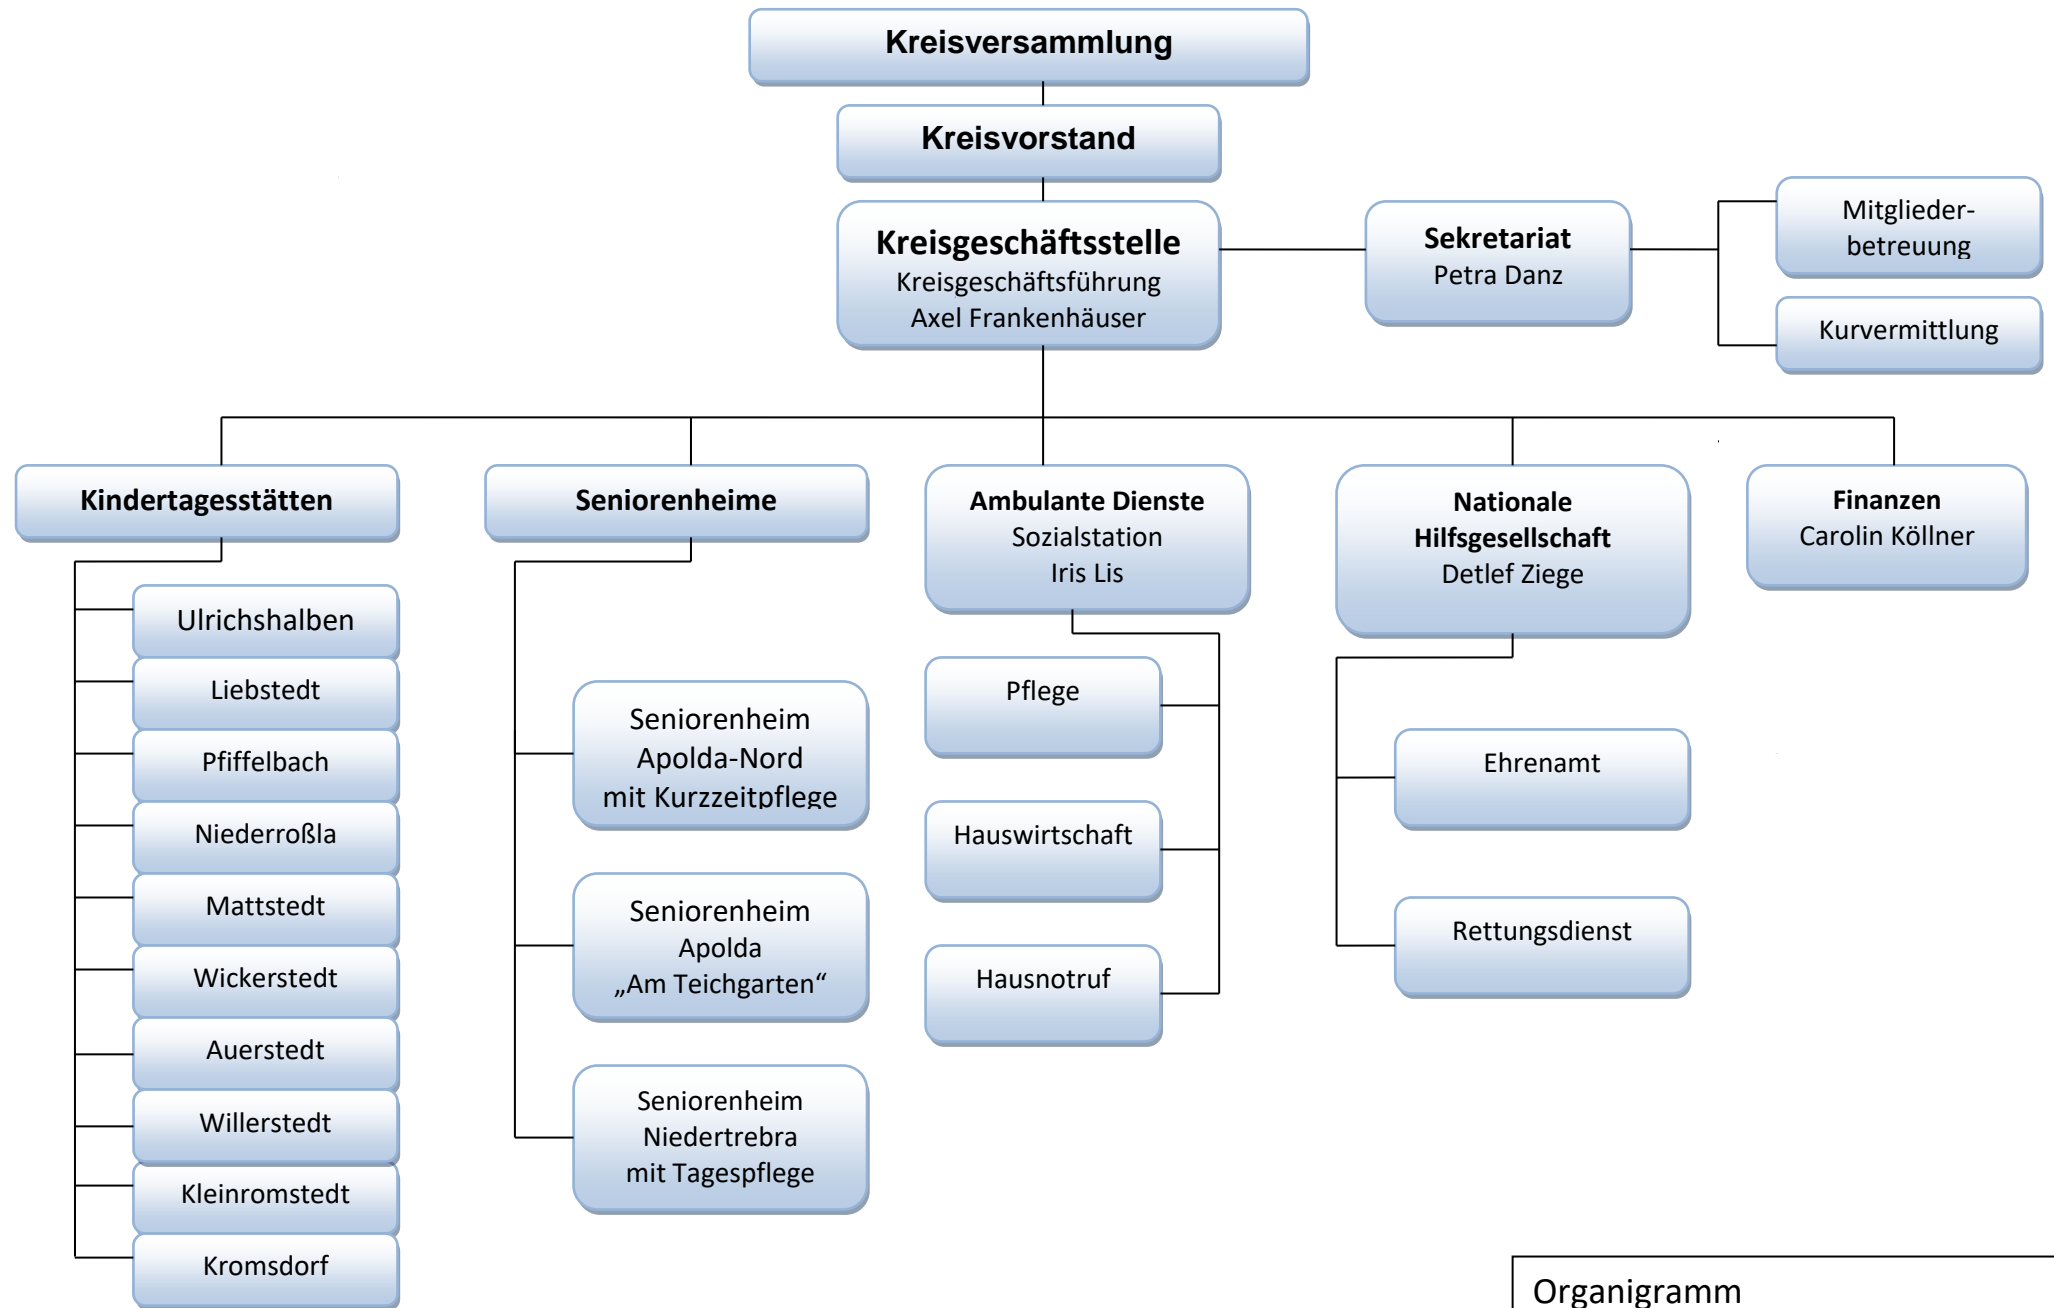 Kreisversammlung
Kreisvorstand
Kreisgeschäftsstelle
Kreisgeschäftsführung
Axel Frankenhäuser
Sekretariat
Petra Danz
Mitglieder-
betreuung
Kurvermittlung
Kindertagesstätten
Ulrichshalben
Liebstedt
Pfiffelbach
Niederroßla
Mattstedt
Wickerstedt
Auerstedt
Willerstedt
Kleinromstedt
Kromsdorf
Seniorenheime
Seniorenheim
Apolda-Nord
mit Kurzzeitpflege
Seniorenheim
Apolda
„Am Teichgarten“
Seniorenheim
Niedertrebra
mit Tagespflege
Ambulante Dienste
Sozialstation
Iris Lis
Pflege
Hauswirtschaft
Hausnotruf
Nationale
Hilfsgesellschaft
Detlef Ziege
Ehrenamt
Rettungsdienst
Finanzen
Carolin Köllner
Organigramm